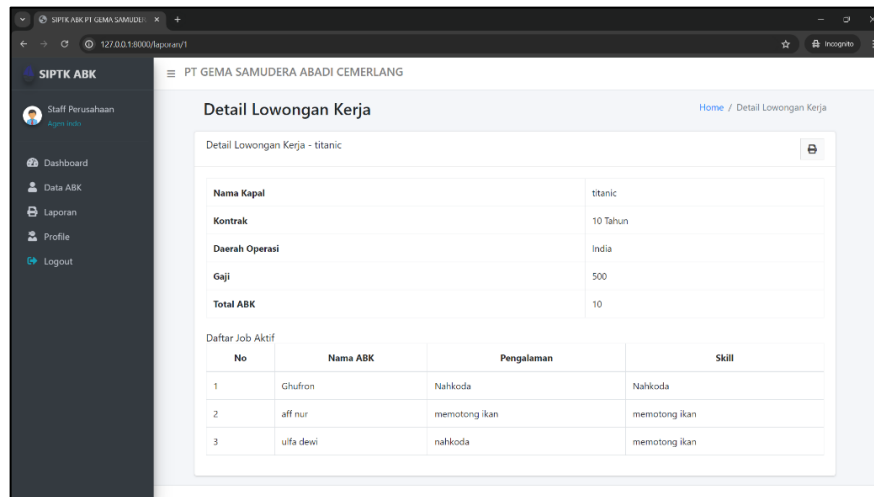 SIPTK ABK PT GEMA SAMUDER
127.0.0.1:8000/laporan/1
Incognito
SIPTK ABK
PT GEMA SAMUDERA ABADI CEMERLANG
Staff Perusahaan
Agen indo
Dashboard
Data ABK
Laporan
Profile
Logout
Detail Lowongan Kerja
Home / Detail Lowongan Kerja
Detail Lowongan Kerja - titanic
Nama Kapal titanic
Kontrak 10 Tahun
Daerah Operasi India
Gaji 500
Total ABK 10
Daftar Job Aktif
No Nama ABK Pengalaman Skill
1 Ghufron Nahkoda Nahkoda
2 aff nur memotong ikan memotong ikan
3 ulfa dewi nahkoda memotong ikan